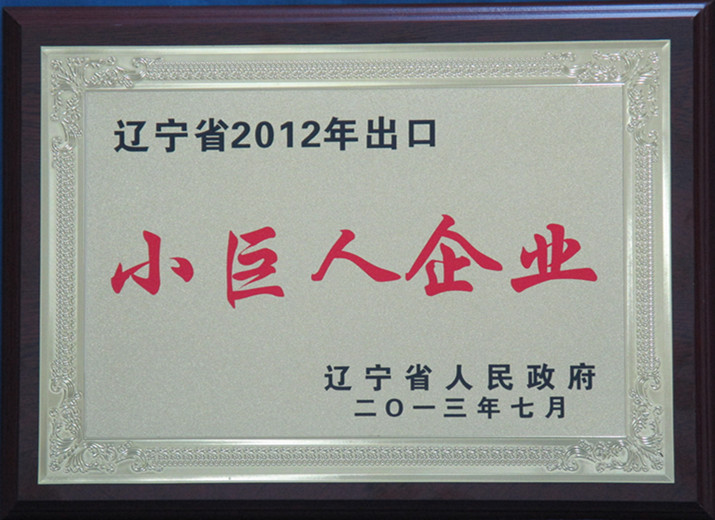 辽宁省2012年出口
小巨人企业
辽宁省人民政府
二〇一三年七月